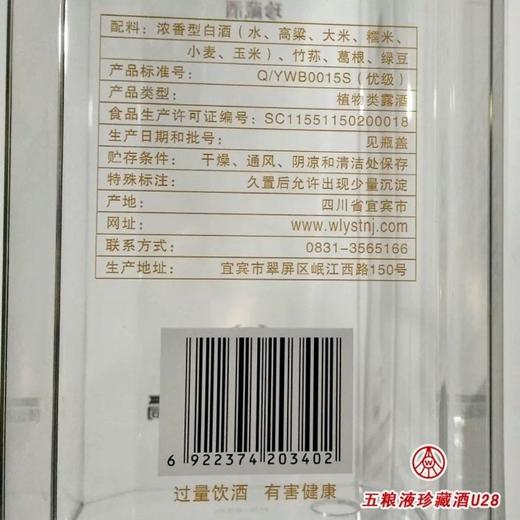 珍藏酒
配料：浓香型白酒（水、高粱、大米、糯米、
小麦、玉米）、竹荪、葛根、绿豆
产品标准号： Q/YWB0015S（优级）
产品类型： 植物类露酒
食品生产许可证编号： SC11551150200018
生产日期和批号： 见瓶盖
贮存条件： 干燥、通风、阴凉和清洁处保存
特殊标注： 久置后允许出现少量沉淀
产地： 四川省宜宾市
网址： www.wlystnj.com
联系方式： 0831-3565166
生产地址： 宜宾市翠屏区岷江西路150号
6 922374 203402
过量饮酒 有害健康
五粮液珍藏酒U28